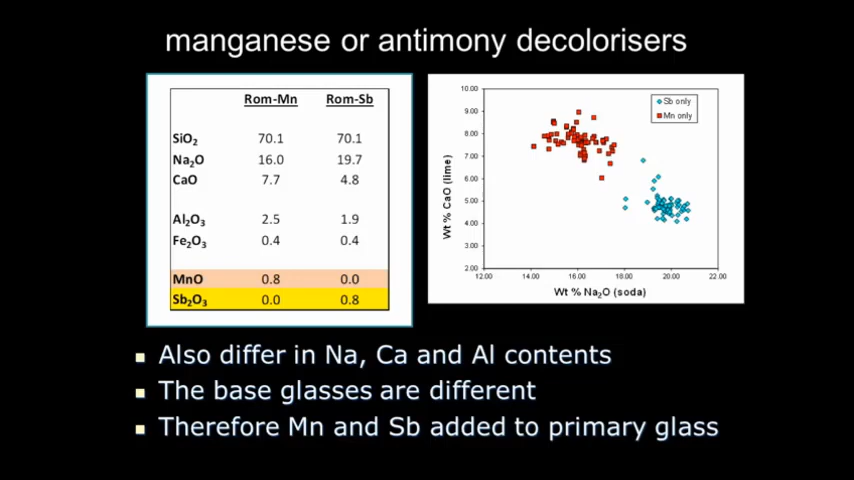 manganese or antimony decolorisers
Rom-Mn Rom-Sb
SiO₂ 70.1 70.1
Na₂O 16.0 19.7
CaO 7.7 4.8
Al₂O₃ 2.5 1.9
Fe₂O₃ 0.4 0.4
MnO 0.8 0.0
Sb₂O₃ 0.0 0.8
Sb only
Mn only
Wt % CaO (lime)
10.00
9.00
8.00
7.00
6.00
5.00
4.00
3.00
2.00
12.00 14.00 16.00 18.00 20.00 22.00
Wt % Na₂O (soda)
Also differ in Na, Ca and Al contents
The base glasses are different
Therefore Mn and Sb added to primary glass